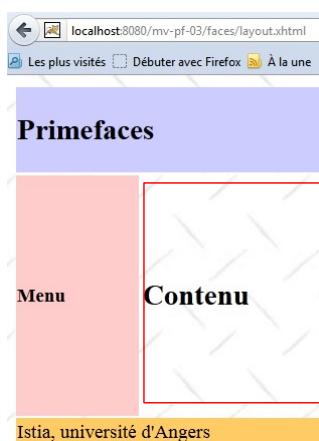 localhost:8080/mv-pf-03/faces/layout.xhtml
Les plus visités Débuter avec Firefox À la une
Primefaces
Menu
Contenu
Istia, université d'Angers